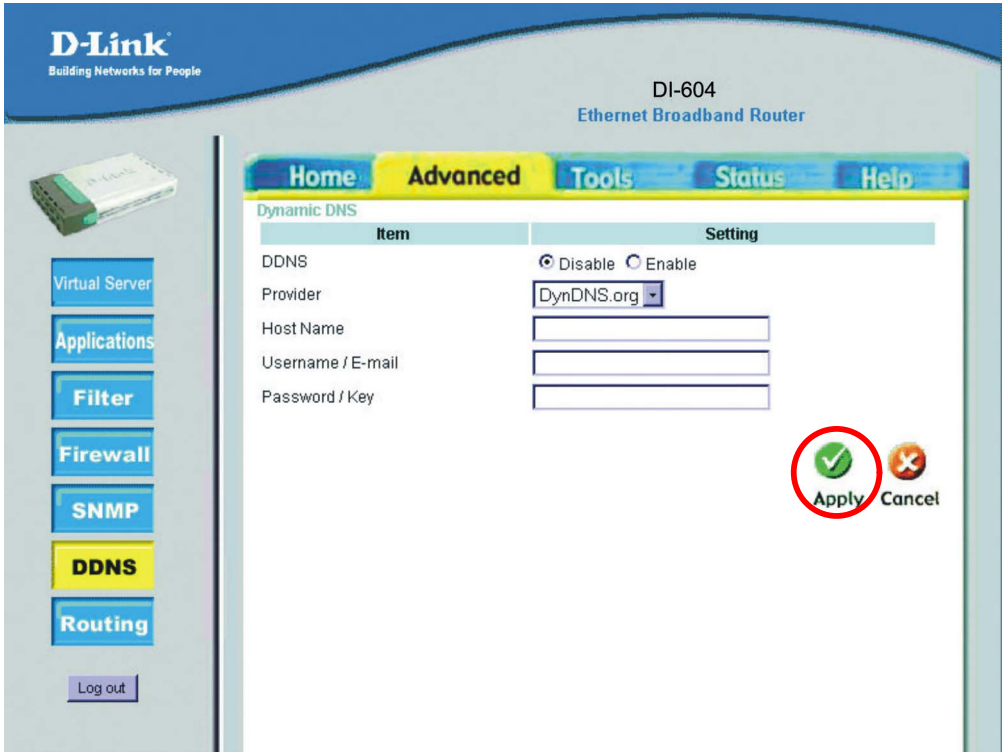 D-Link
Building Networks for People
DI-604
Ethernet Broadband Router
D-Link
Home Advanced Tools Status Help
Dynamic DNS
Item Setting
DDNS Disable Enable
Provider DynDNS.org
Host Name
Username / E-mail
Password / Key
Apply Cancel
Virtual Server
Applications
Filter
Firewall
SNMP
DDNS
Routing
Log out